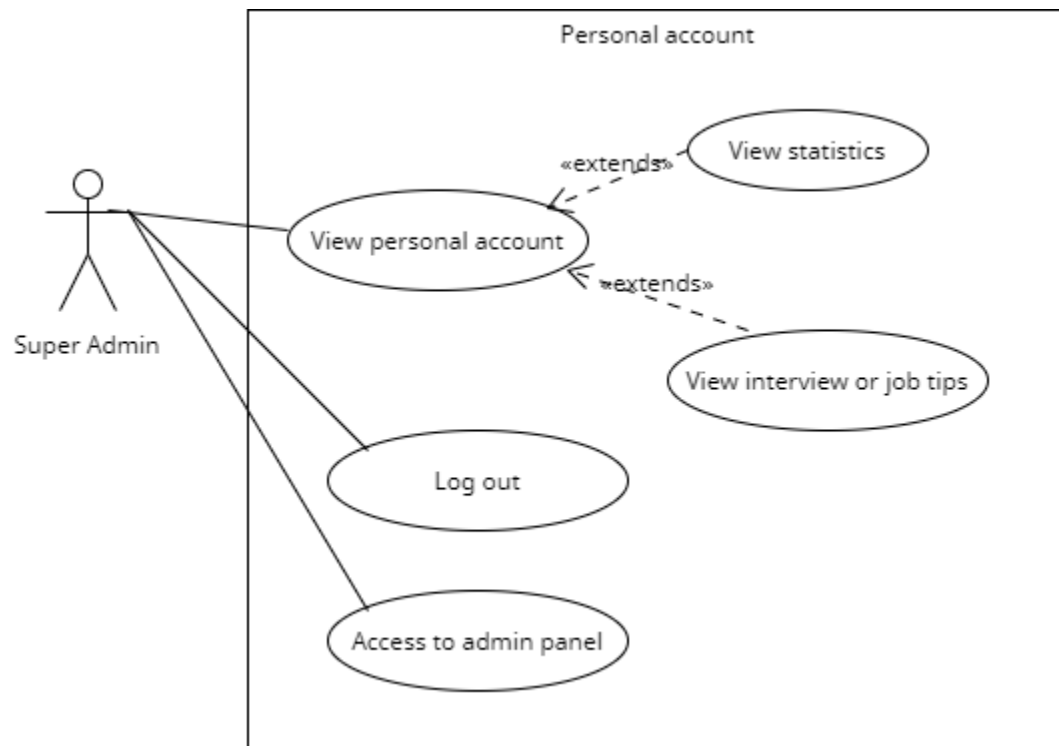 Personal account
View statistics
«extends»
View personal account
«extends»
Super Admin
View interview or job tips
Log out
Access to admin panel